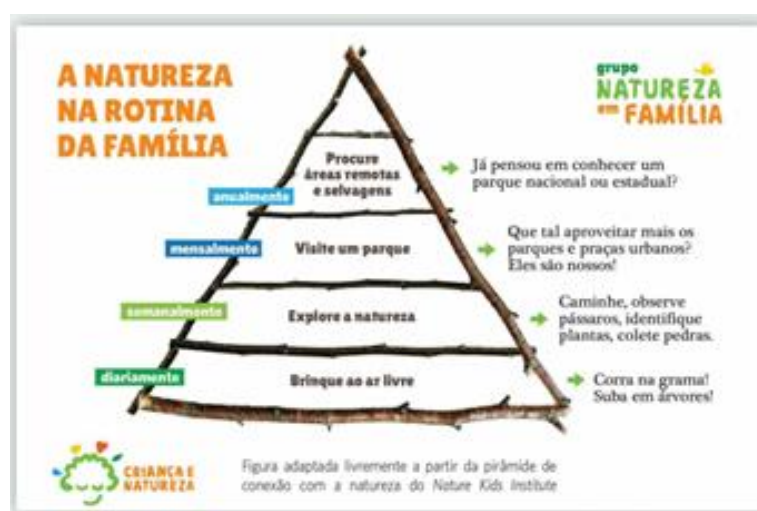 A NATUREZA
NA ROTINA
DA FAMÍLIA
grupo
NATUREZA
em FAMÍLIA
Procure
áreas remotas
e selvagens
anualmente
Já pensou em conhecer um
parque nacional ou estadual?
mensalmente
Visite um parque
Que tal aproveitar mais os
parques e praças urbanos?
Eles são nossos!
semanalmente
Explore a natureza
Caminhe, observe
pássaros, identifique
plantas, colete pedras.
diariamente
Brinque ao ar livre
Corra na grama!
Suba em árvores!
CRIANÇA E
NATUREZA
Figura adaptada livremente a partir da pirâmide de
conexão com a natureza do Nature Kids Institute